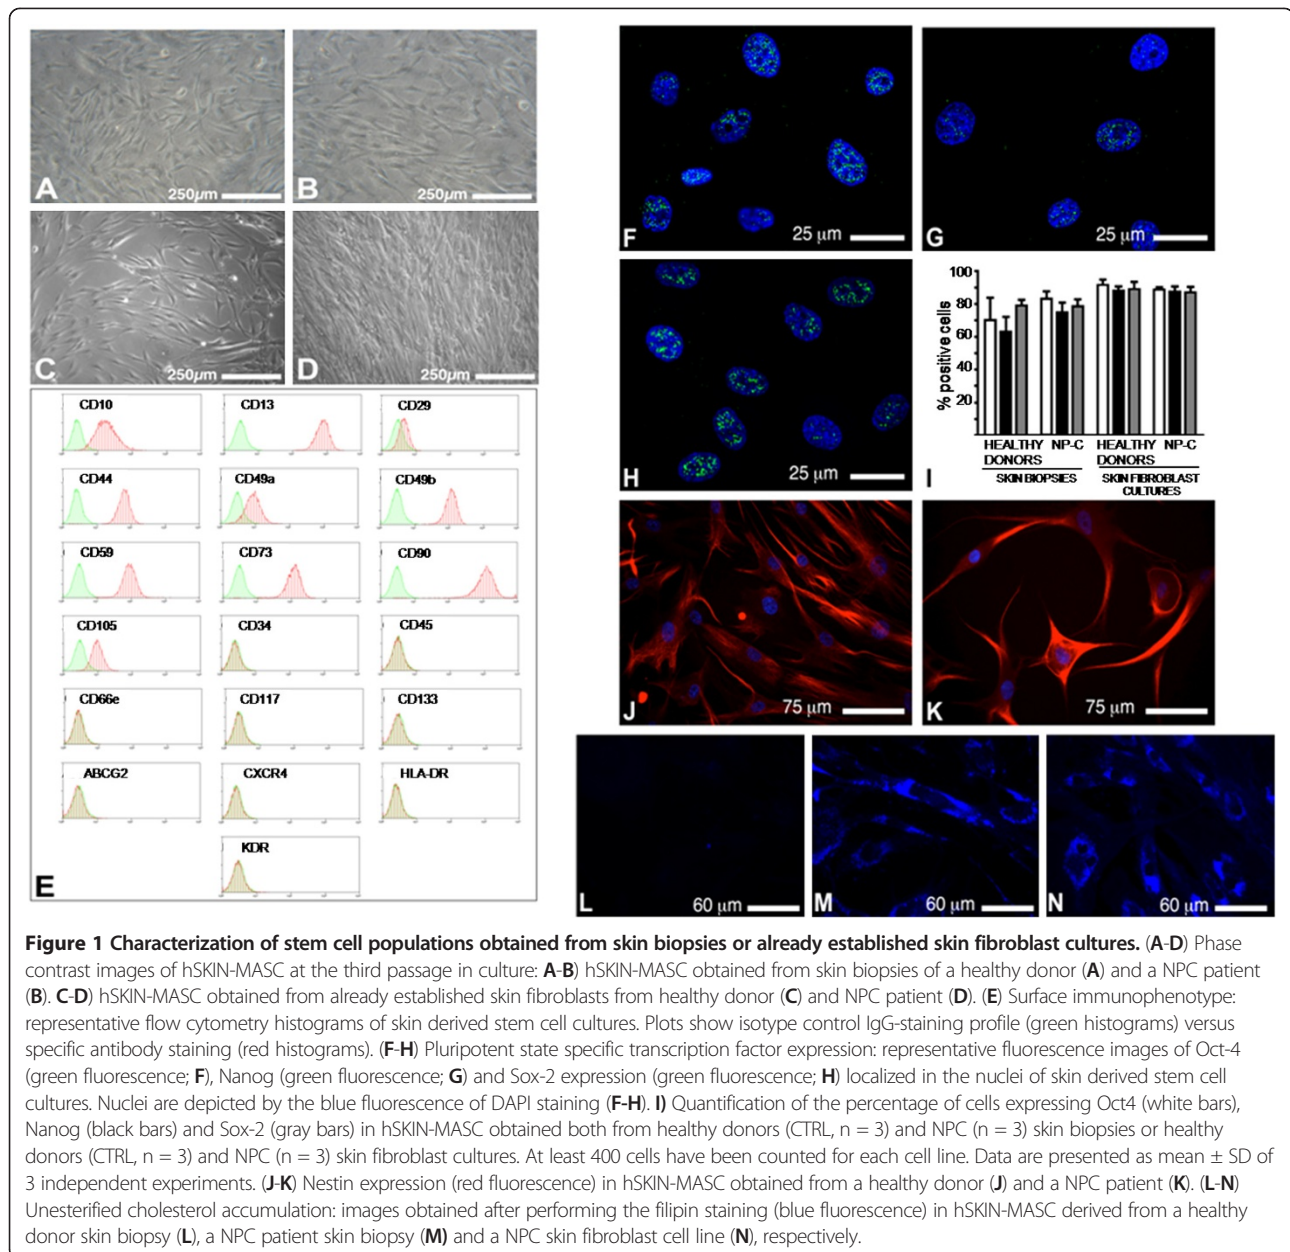 A 250µm
B 250µm
C 250µm
D 250µm
CD10 CD13 CD29
CD44 CD49a CD49b
CD59 CD73 CD90
CD105 CD34 CD45
CD66e CD117 CD133
ABCG2 CXCR4 HLA-DR
KDR
E
F 25 µm
G 25 µm
H 25 µm
% positive cells
100
80
60
40
20
HEALTHY DONORS NP-C HEALTHY DONORS NP-C
SKIN BIOPSIES SKIN FIBROBLAST CULTURES
I
J 75 µm
K 75 µm
L 60 µm
M 60 µm
N 60 µm
Figure 1 Characterization of stem cell populations obtained from skin biopsies or already established skin fibroblast cultures. (A-D) Phase
contrast images of hSKIN-MASC at the third passage in culture: A-B) hSKIN-MASC obtained from skin biopsies of a healthy donor (A) and a NPC patient
(B). C-D) hSKIN-MASC obtained from already established skin fibroblasts from healthy donor (C) and NPC patient (D). (E) Surface immunophenotype:
representative flow cytometry histograms of skin derived stem cell cultures. Plots show isotype control IgG-staining profile (green histograms) versus
specific antibody staining (red histograms). (F-H) Pluripotent state specific transcription factor expression: representative fluorescence images of Oct-4
(green fluorescence; F), Nanog (green fluorescence; G) and Sox-2 expression (green fluorescence; H) localized in the nuclei of skin derived stem cell
cultures. Nuclei are depicted by the blue fluorescence of DAPI staining (F-H). I) Quantification of the percentage of cells expressing Oct4 (white bars),
Nanog (black bars) and Sox-2 (gray bars) in hSKIN-MASC obtained both from healthy donors (CTRL, n = 3) and NPC (n = 3) skin biopsies or healthy
donors (CTRL, n = 3) and NPC (n = 3) skin fibroblast cultures. At least 400 cells have been counted for each cell line. Data are presented as mean ± SD of
3 independent experiments. (J-K) Nestin expression (red fluorescence) in hSKIN-MASC obtained from a healthy donor (J) and a NPC patient (K). (L-N)
Unesterified cholesterol accumulation: images obtained after performing the filipin staining (blue fluorescence) in hSKIN-MASC derived from a healthy
donor skin biopsy (L), a NPC patient skin biopsy (M) and a NPC skin fibroblast cell line (N), respectively.